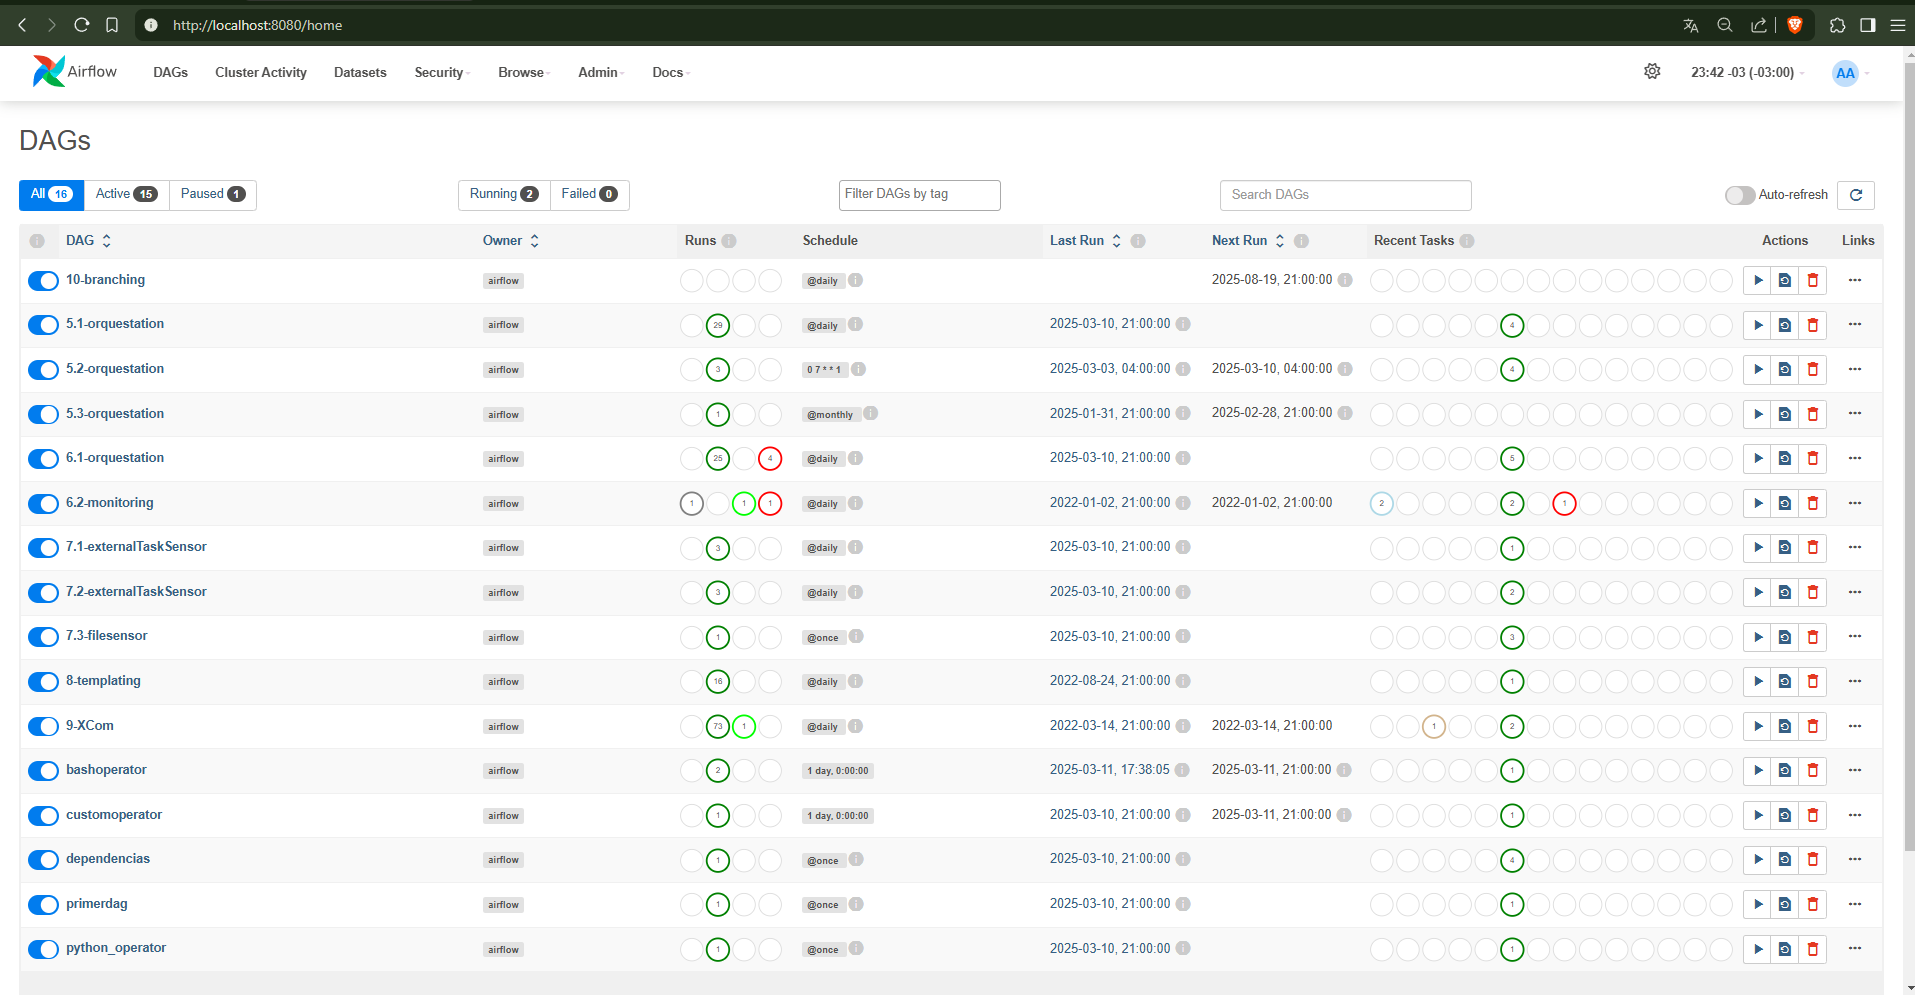 http://localhost:8080/home
Airflow DAGs Cluster Activity Datasets Security Browse Admin Docs 23:42 -03 (-03:00) AA
DAGs
All 16 Active 15 Paused 1 Running 2 Failed 0 Filter DAGs by tag Search DAGs Auto-refresh
DAG Owner Runs Schedule Last Run Next Run Recent Tasks Actions Links
10-branching airflow @daily 2025-08-19, 21:00:00
5.1-orquestation airflow 29 @daily 2025-03-10, 21:00:00 4
5.2-orquestation airflow 3 0 7 * * 1 2025-03-03, 04:00:00 2025-03-10, 04:00:00 4
5.3-orquestation airflow 1 @monthly 2025-01-31, 21:00:00 2025-02-28, 21:00:00
6.1-orquestation airflow 25 4 @daily 2025-03-10, 21:00:00 5
6.2-monitoring airflow 1 1 1 @daily 2022-01-02, 21:00:00 2022-01-02, 21:00:00 2 2 1
7.1-externalTaskSensor airflow 3 @daily 2025-03-10, 21:00:00 1
7.2-externalTaskSensor airflow 3 @daily 2025-03-10, 21:00:00 2
7.3-filesensor airflow 1 @once 2025-03-10, 21:00:00 3
8-templating airflow 16 @daily 2022-08-24, 21:00:00 1
9-XCom airflow 73 1 @daily 2022-03-14, 21:00:00 2022-03-14, 21:00:00 1 2
bashoperator airflow 2 1 day, 0:00:00 2025-03-11, 17:38:05 2025-03-11, 21:00:00 1
customoperator airflow 1 1 day, 0:00:00 2025-03-10, 21:00:00 2025-03-11, 21:00:00 1
dependencias airflow 1 @once 2025-03-10, 21:00:00 4
primerdag airflow 1 @once 2025-03-10, 21:00:00 1
python_operator airflow 1 @once 2025-03-10, 21:00:00 1